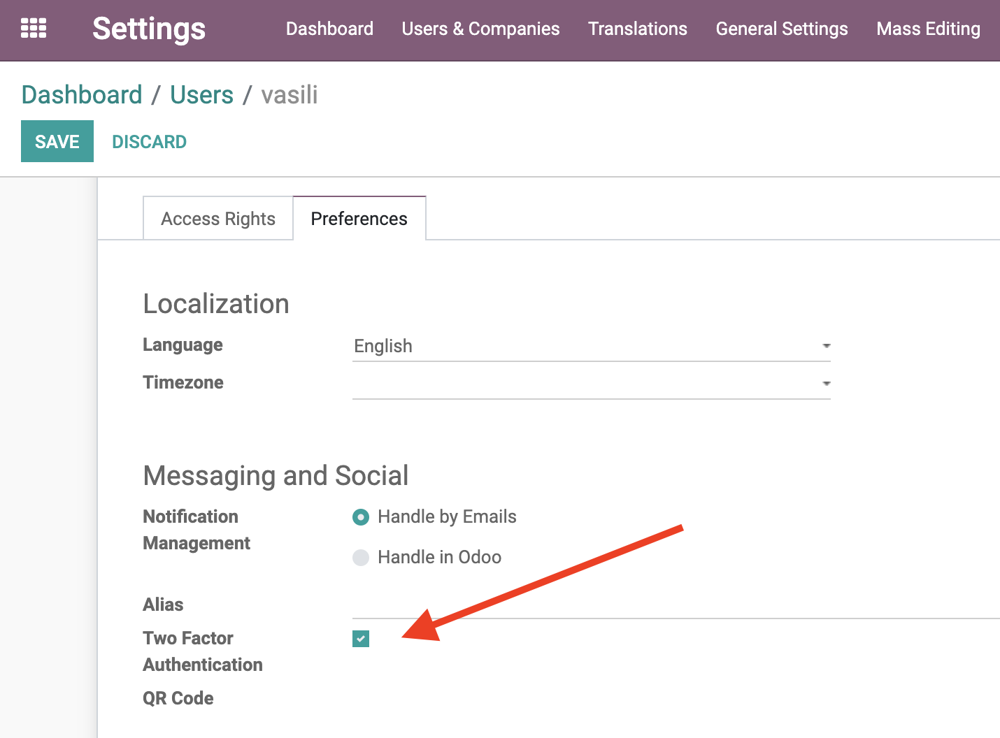 Settings Dashboard Users & Companies Translations General Settings Mass Editing
Dashboard / Users / vasili
SAVE DISCARD
Access Rights Preferences
Localization
Language English
Timezone
Messaging and Social
Notification Management Handle by Emails
Handle in Odoo
Alias
Two Factor
Authentication
QR Code